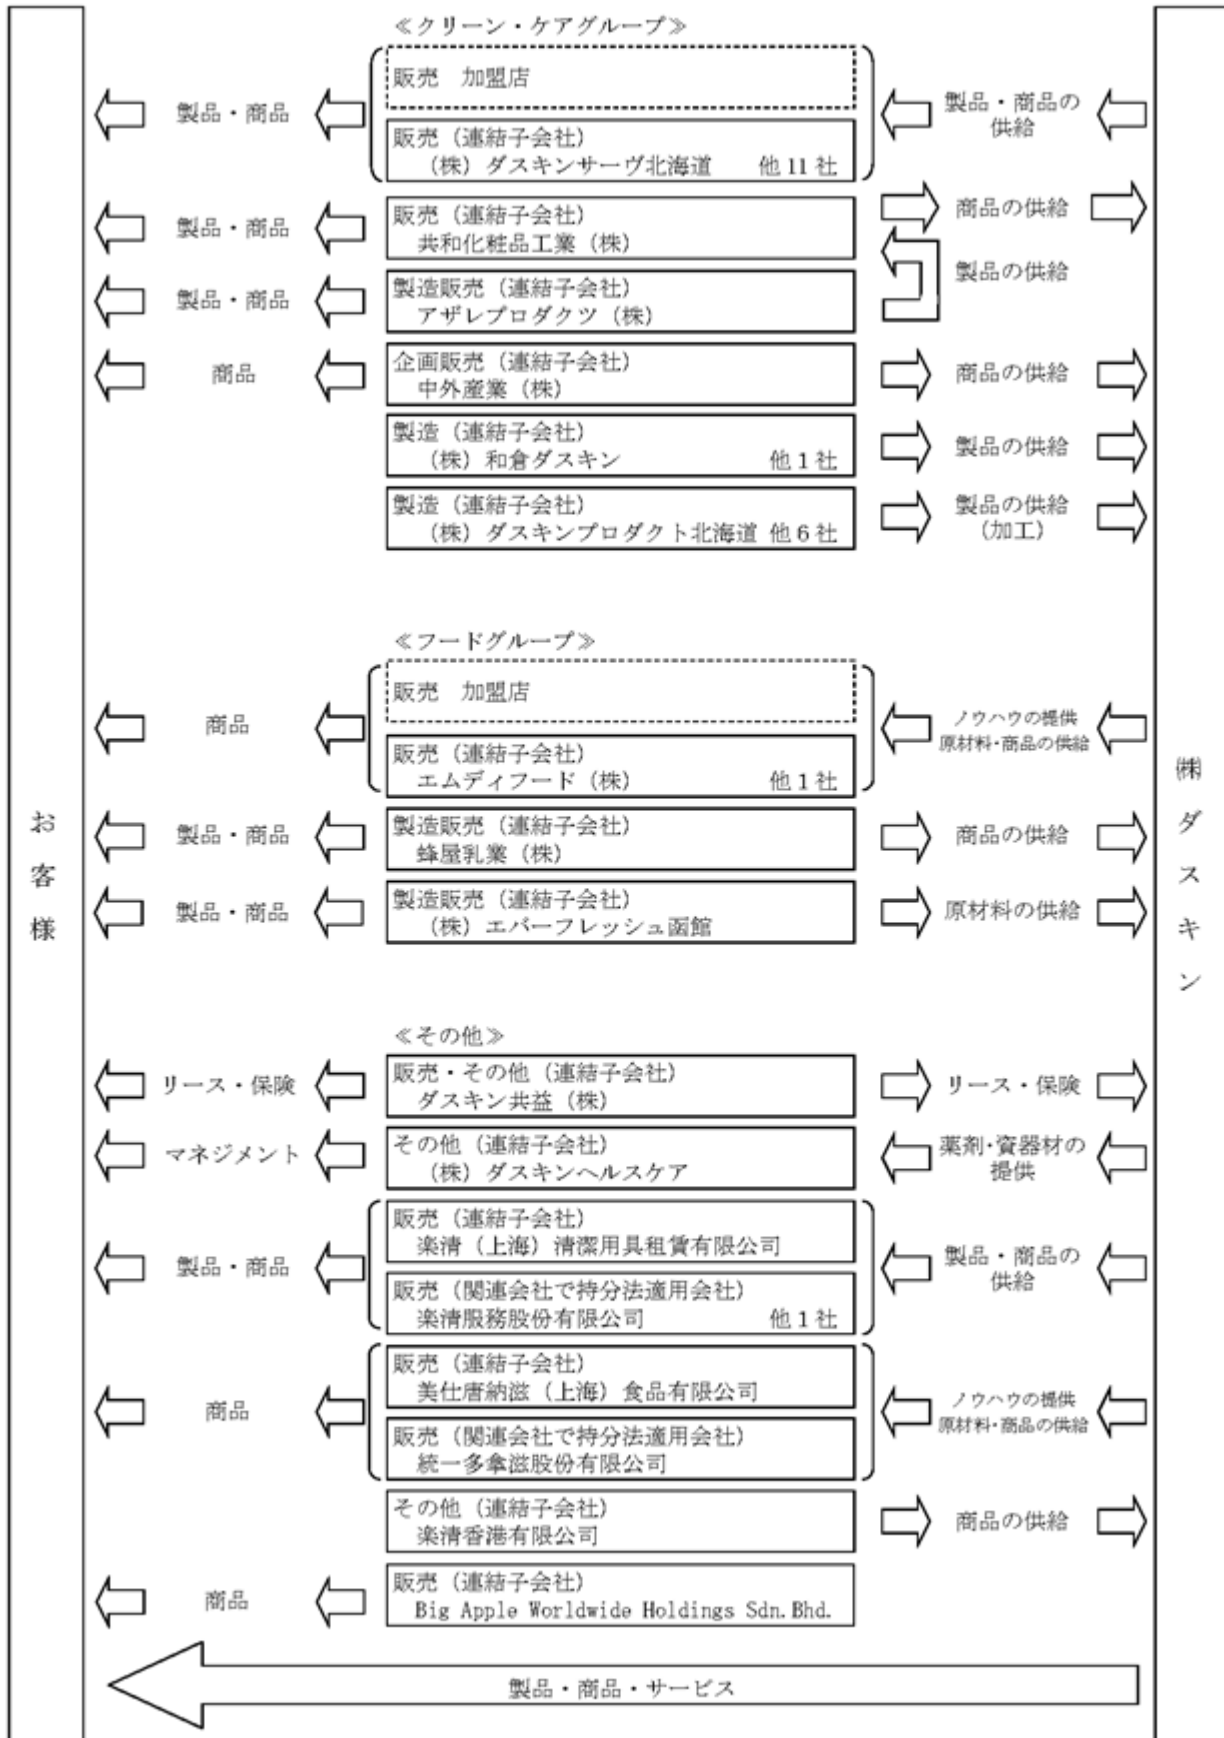 ≪クリーン・ケアグループ≫
販売　加盟店
製品・商品
製品・商品の
供給
販売（連結子会社）
（株）ダスキンサーヴ北海道　他11社
販売（連結子会社）
共和化粧品工業（株）
製品・商品
商品の供給
製品の供給
製造販売（連結子会社）
アザレプロダクツ（株）
製品・商品
企画販売（連結子会社）
中外産業（株）
商品
商品の供給
製造（連結子会社）
（株）和倉ダスキン　他1社
製品の供給
製造（連結子会社）
（株）ダスキンプロダクト北海道 他6社
製品の供給
（加工）
≪フードグループ≫
販売　加盟店
商品
ノウハウの提供
原材料・商品の供給
販売（連結子会社）
エムディフード（株）　他1社
製造販売（連結子会社）
蜂屋乳業（株）
製品・商品
商品の供給
製造販売（連結子会社）
（株）エバーフレッシュ函館
製品・商品
原材料の供給
お客様
㈱ダスキン
≪その他≫
販売・その他（連結子会社）
ダスキン共益（株）
リース・保険
リース・保険
その他（連結子会社）
（株）ダスキンヘルスケア
マネジメント
薬剤・資器材の
提供
販売（連結子会社）
楽清（上海）清潔用具租賃有限公司
製品・商品
製品・商品の
供給
販売（関連会社で持分法適用会社）
楽清服務股份有限公司　他1社
販売（連結子会社）
美仕唐納滋（上海）食品有限公司
商品
ノウハウの提供
原材料・商品の供給
販売（関連会社で持分法適用会社）
統一多拿滋股份有限公司
その他（連結子会社）
楽清香港有限公司
商品の供給
販売（連結子会社）
Big Apple Worldwide Holdings Sdn.Bhd.
商品
製品・商品・サービス